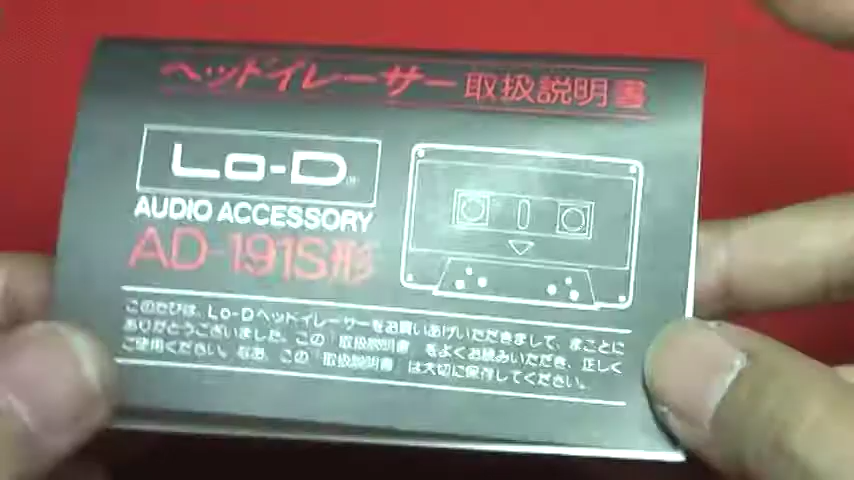 ヘッドイレーサー取扱説明書
Lo-D
AUDIO ACCESSORY
AD-191S形
このたびは、Lo-Dヘッドイレーサーをお買いあげいただきまして、まことに
ありがとうございました。この「取扱説明書」をよくお読みいただき、正しく
ご使用ください。なお、この「取扱説明書」は大切に保存してください。